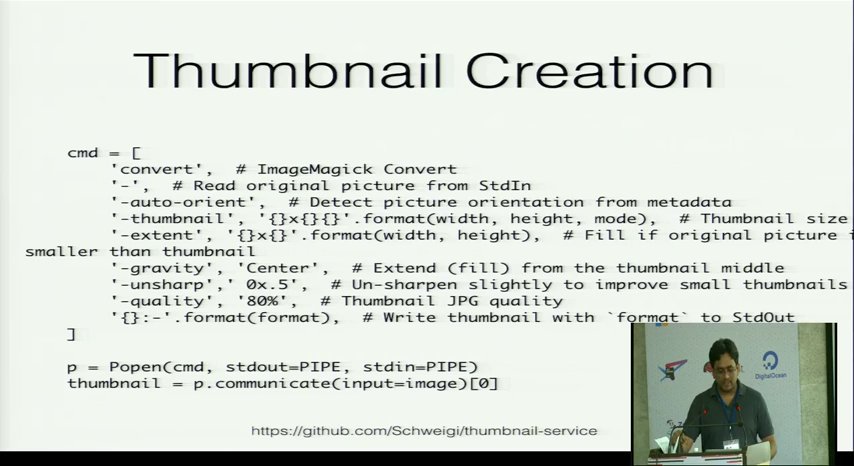 Thumbnail Creation
cmd = [
'convert', # ImageMagick Convert
'-', # Read original picture from StdIn
'-auto-orient', # Detect picture orientation from metadata
'-thumbnail', '{}x{}{}'.format(width, height, mode), # Thumbnail size
'-extent', '{}x{}'.format(width, height), # Fill if original picture i
smaller than thumbnail
'-gravity', 'Center', # Extend (fill) from the thumbnail middle
'-unsharp',' 0x.5', # Un-sharpen slightly to improve small thumbnails
'-quality', '80%', # Thumbnail JPG quality
'{}:-'.format(format), # Write thumbnail with `format` to StdOut
]
p = Popen(cmd, stdout=PIPE, stdin=PIPE)
thumbnail = p.communicate(input=image)[0]
https://github.com/Schweigi/thumbnail-service
DigitalOcean